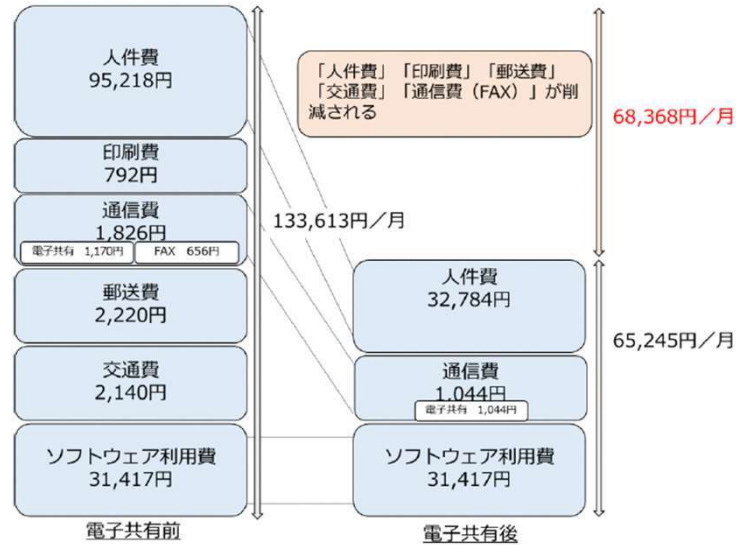 人件費
95,218円
印刷費
792円
通信費
1,826円
電子共有 1,170円
FAX 656円
郵送費
2,220円
交通費
2,140円
ソフトウェア利用費
31,417円
電子共有前
133,613円／月
「人件費」「印刷費」「郵送費」
「交通費」「通信費（FAX）」が削
減される
68,368円／月
人件費
32,784円
通信費
1,044円
電子共有 1,044円
ソフトウェア利用費
31,417円
電子共有後
65,245円／月